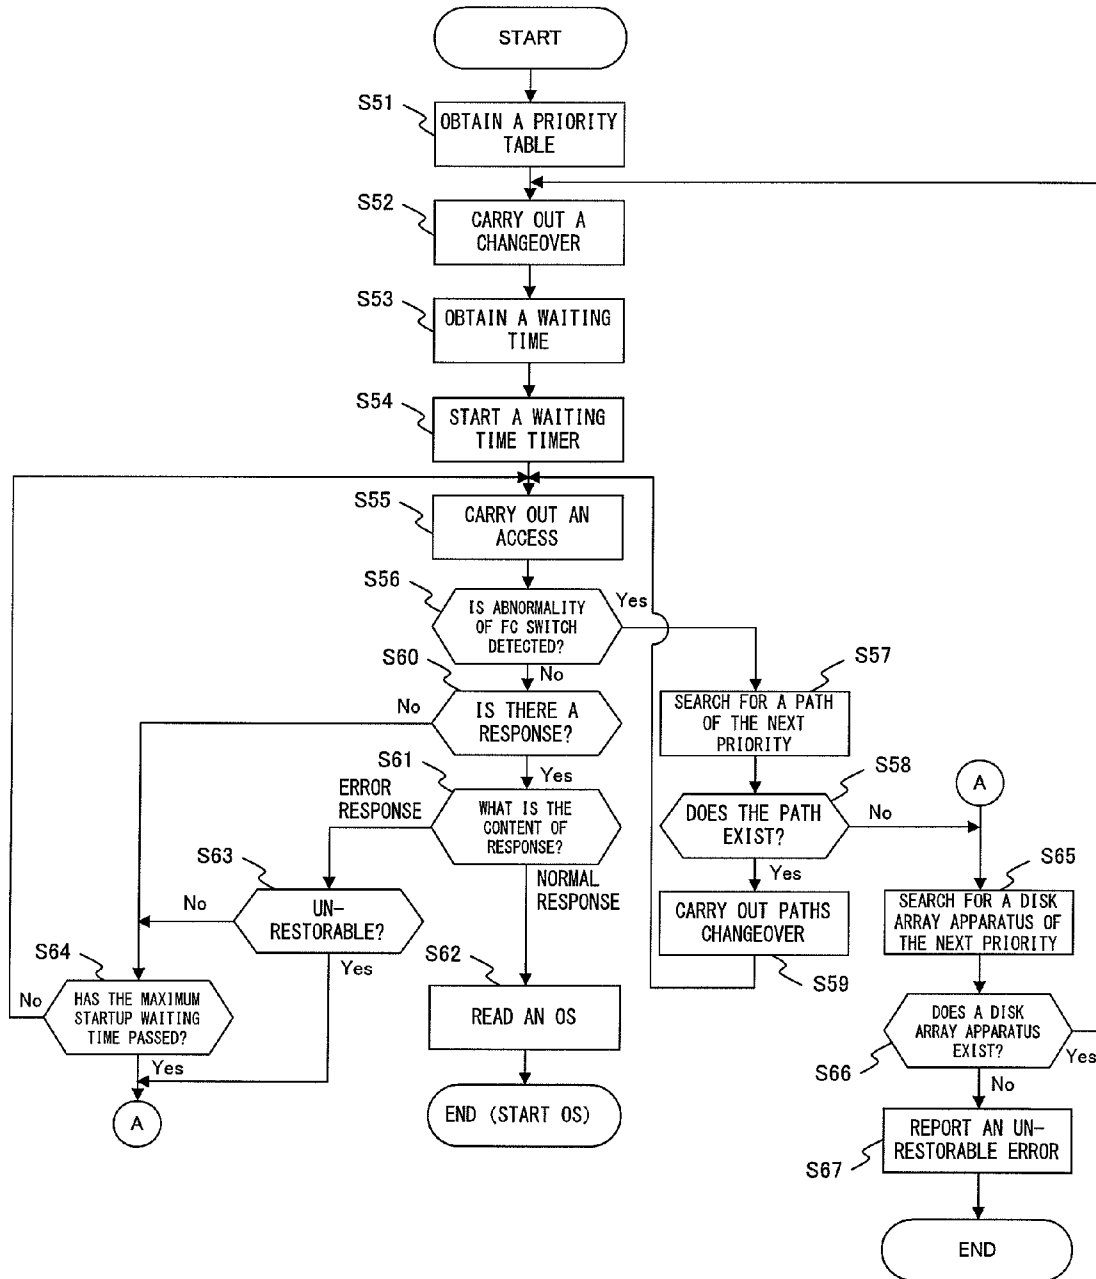 START
S51
OBTAIN A PRIORITY
TABLE
S52
CARRY OUT A
CHANGEOVER
S53
OBTAIN A WAITING
TIME
S54
START A WAITING
TIME TIMER
S55
CARRY OUT AN
ACCESS
S56
IS ABNORMALITY
OF FC SWITCH
DETECTED?
Yes
No
S57
SEARCH FOR A PATH
OF THE NEXT
PRIORITY
S58
DOES THE PATH
EXIST?
No
Yes
CARRY OUT PATHS
CHANGEOVER
S59
S60
IS THERE A
RESPONSE?
No
Yes
S61
WHAT IS THE
CONTENT OF
RESPONSE?
ERROR
RESPONSE
NORMAL
RESPONSE
S62
READ AN OS
END (START OS)
S63
UN-
RESTORABLE?
No
Yes
S64
HAS THE MAXIMUM
STARTUP WAITING
TIME PASSED?
No
Yes
A
A
S65
SEARCH FOR A DISK
ARRAY APPARATUS OF
THE NEXT PRIORITY
DOES A DISK
ARRAY APPARATUS
EXIST?
S66
Yes
No
REPORT AN UN-
RESTORABLE ERROR
S67
END